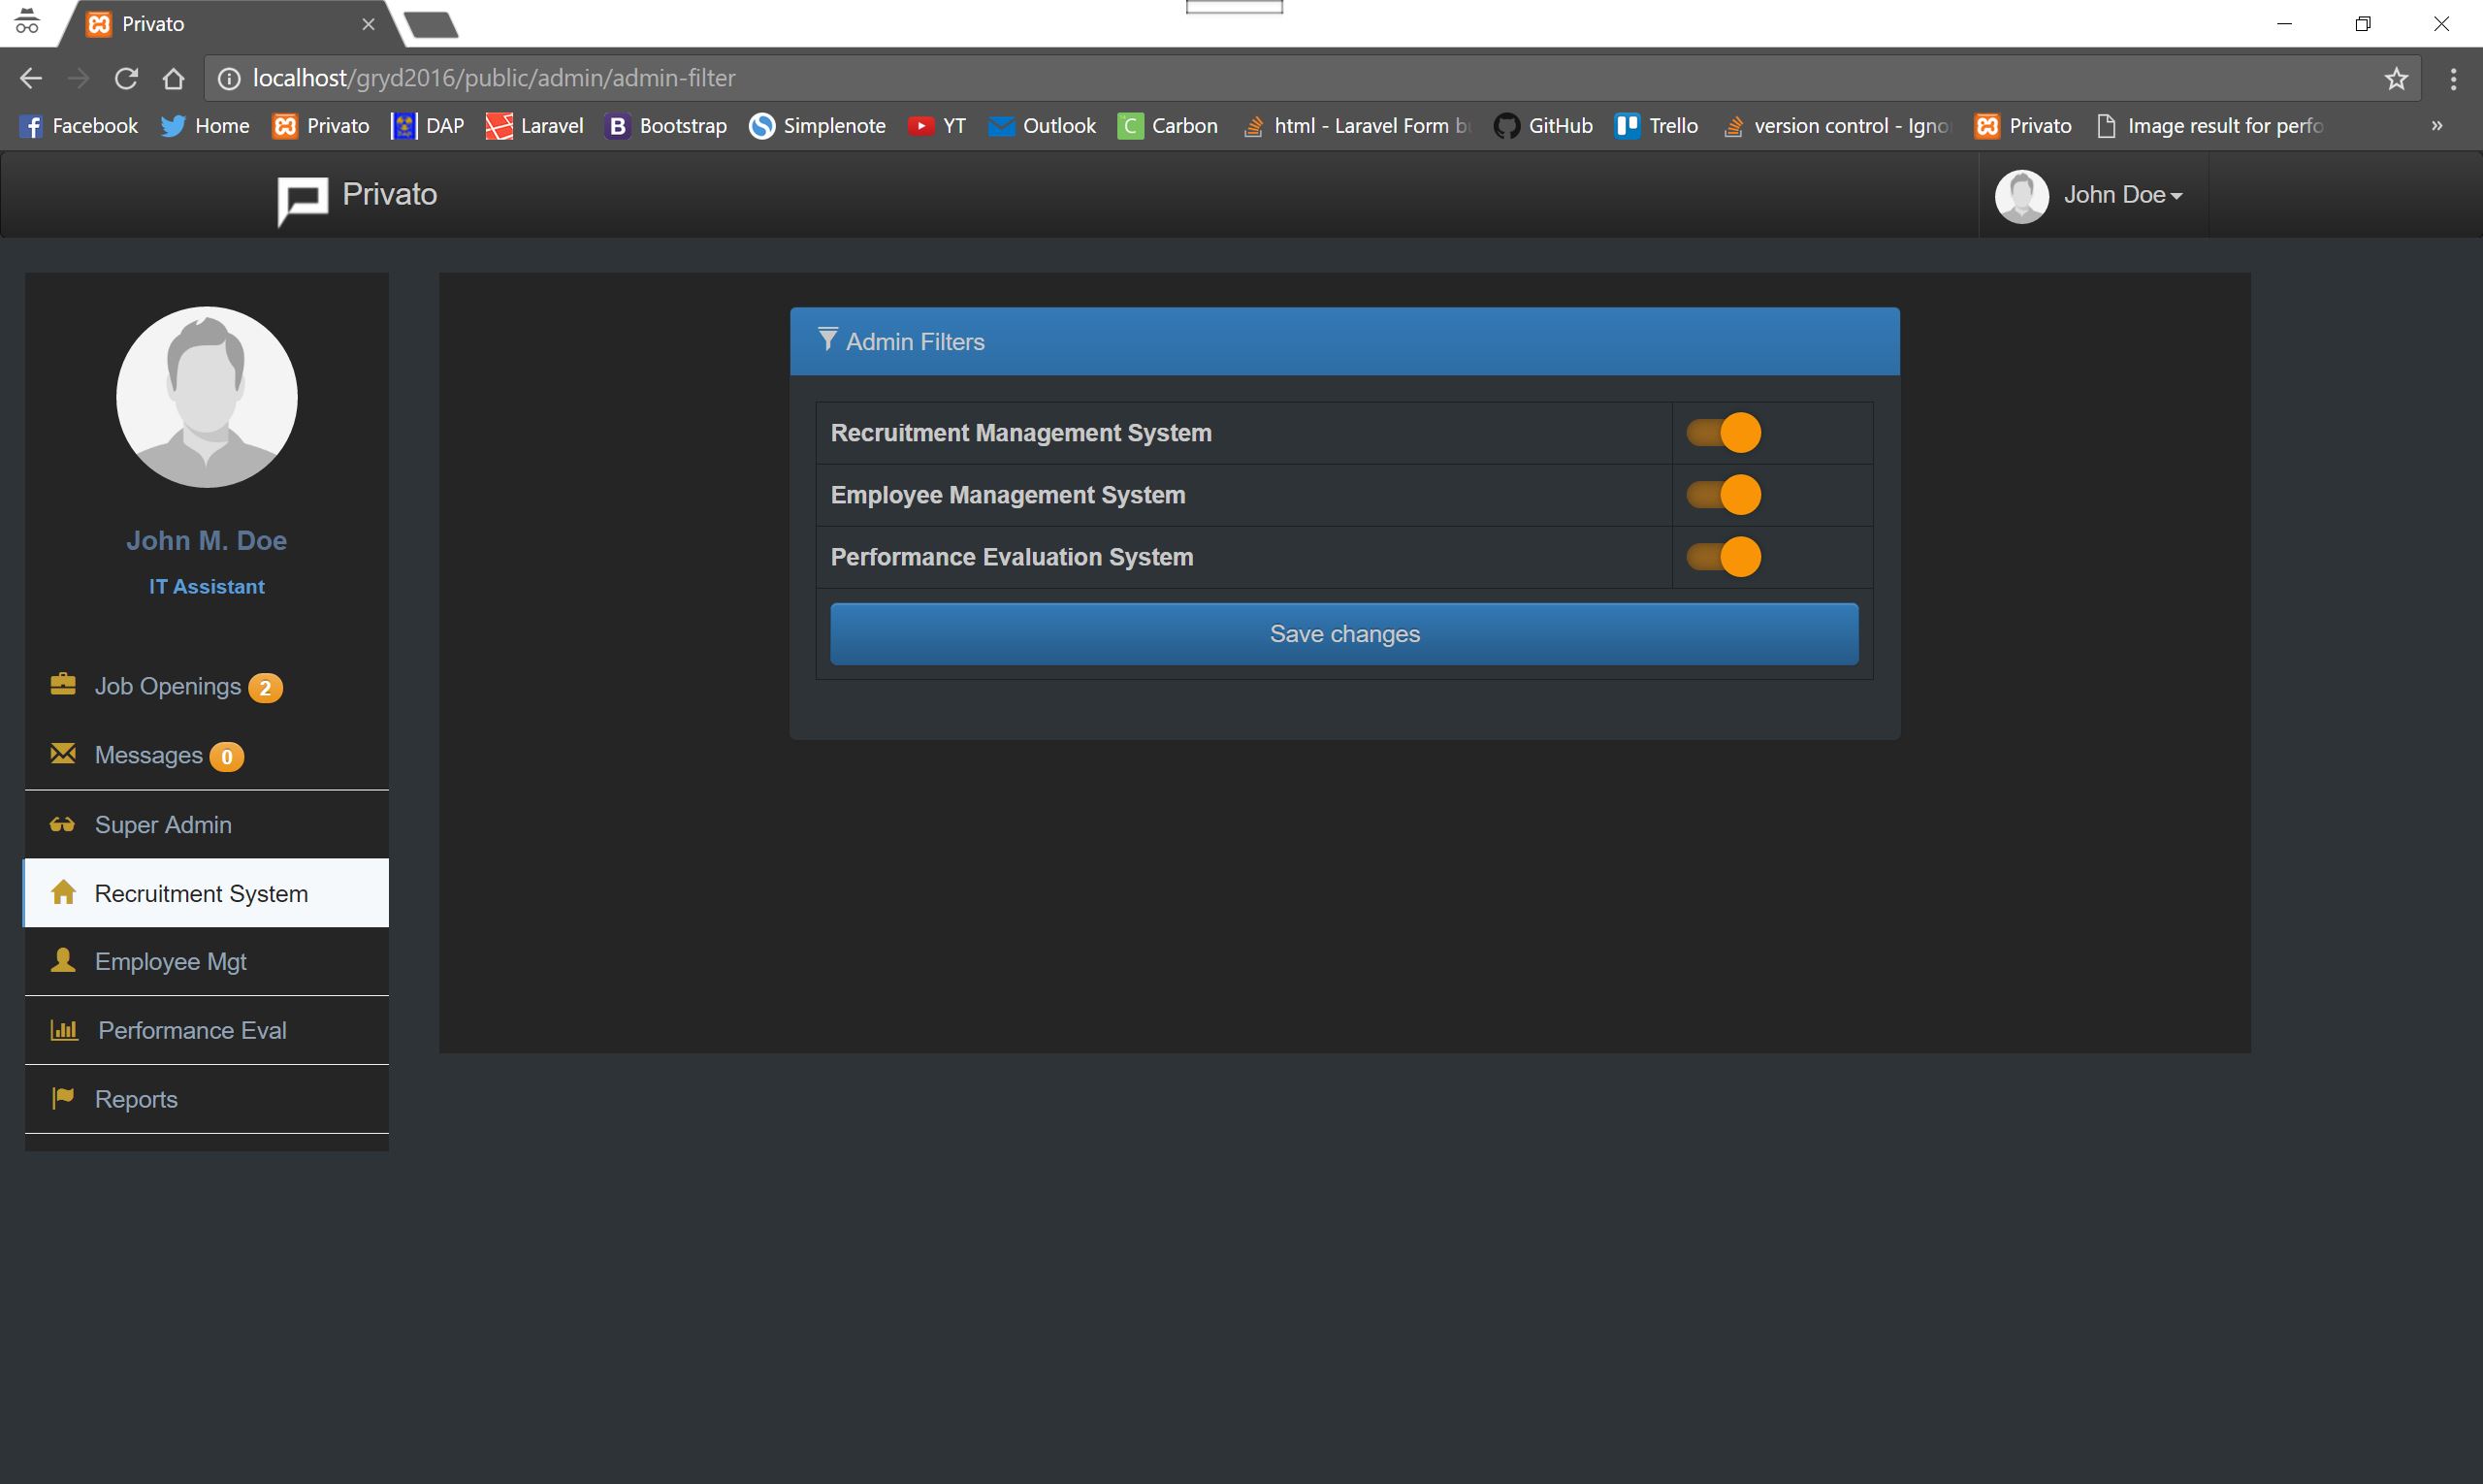 Privato
localhost/gryd2016/public/admin/admin-filter
Facebook Home Privato DAP Laravel Bootstrap Simplenote YT Outlook Carbon html - Laravel Form GitHub Trello version control - Privato Image result for
Privato
John Doe
John M. Doe
IT Assistant
Job Openings 2
Messages 0
Super Admin
Recruitment System
Employee Mgt
Performance Eval
Reports
Admin Filters
Recruitment Management System
Employee Management System
Performance Evaluation System
Save changes